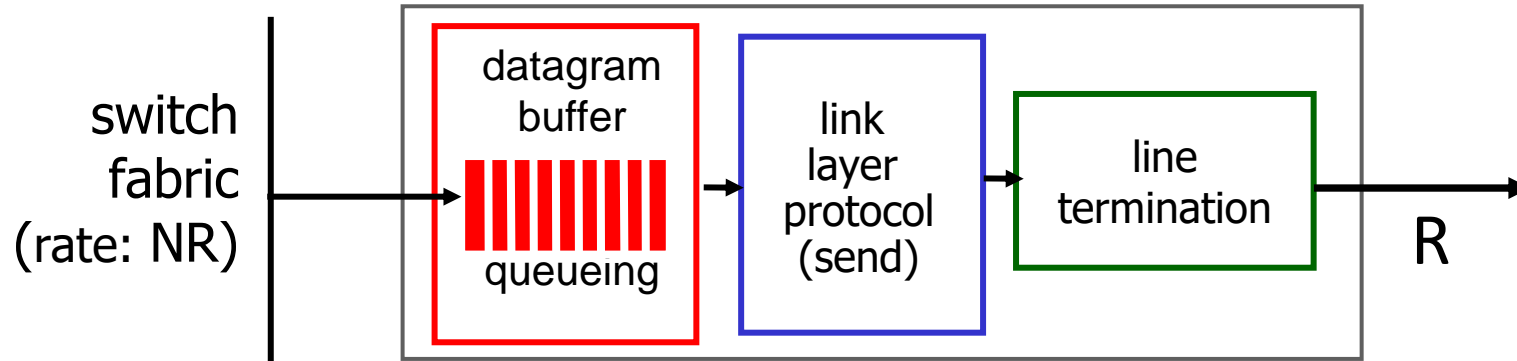 switch
fabric
(rate: NR)
datagram
buffer
queueing
link
layer
protocol
(send)
line
termination
R